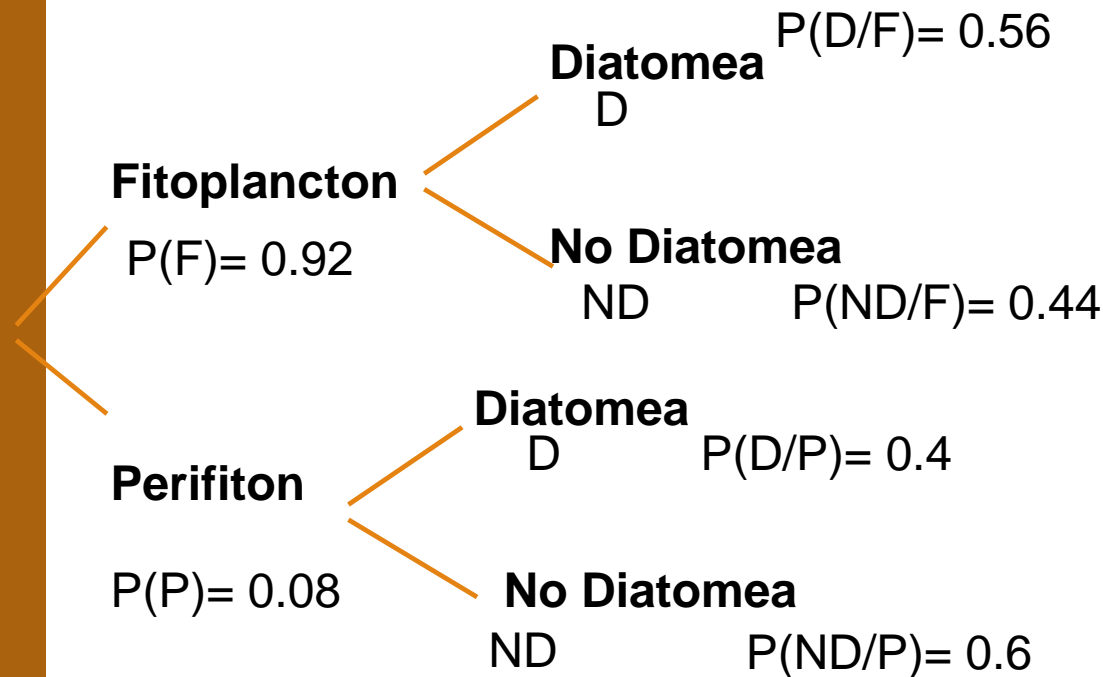 P(D/F)= 0.56
Diatomea
D
Fitoplancton
P(F)= 0.92
No Diatomea
ND P(ND/F)= 0.44
Diatomea
D P(D/P)= 0.4
Perifiton
P(P)= 0.08
No Diatomea
ND P(ND/P)= 0.6